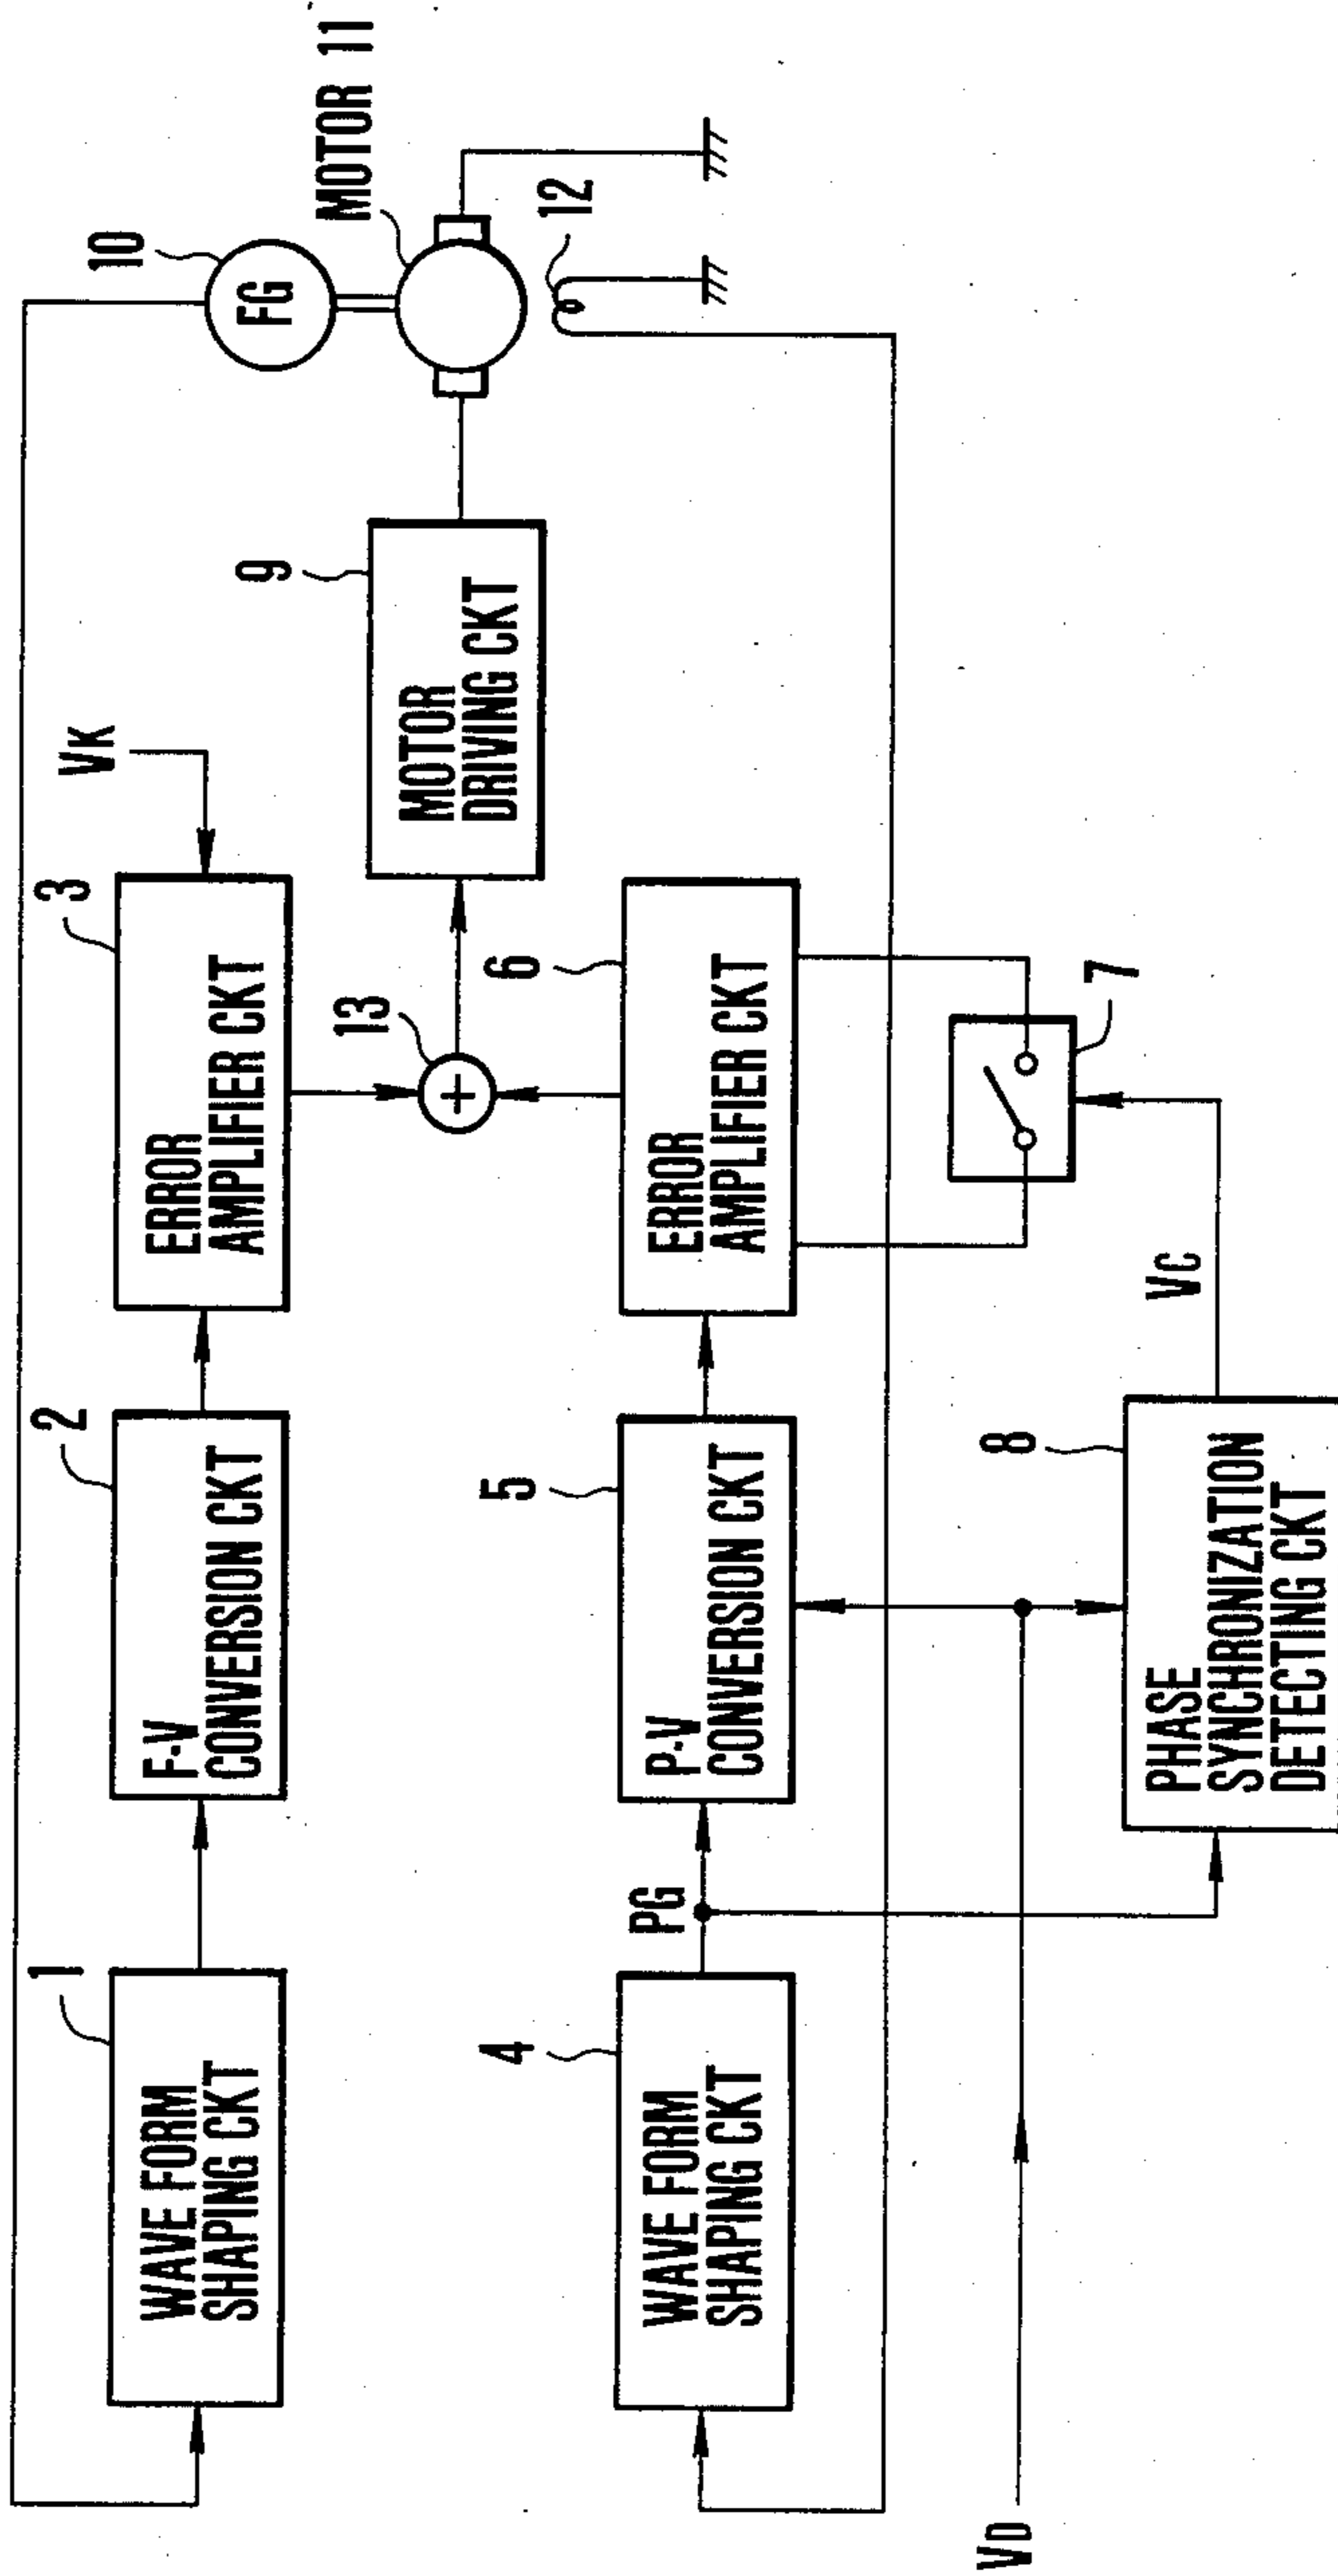 10
FG
MOTOR 11
12
VK
3
ERROR
AMPLIFIER CKT
9
MOTOR
DRIVING CKT
13
+
2
F-V
CONVERSION CKT
1
WAVE FORM
SHAPING CKT
6
ERROR
AMPLIFIER CKT
7
VC
5
P-V
CONVERSION CKT
PG
4
WAVE FORM
SHAPING CKT
8
PHASE
SYNCHRONIZATION
DETECTING CKT
VD